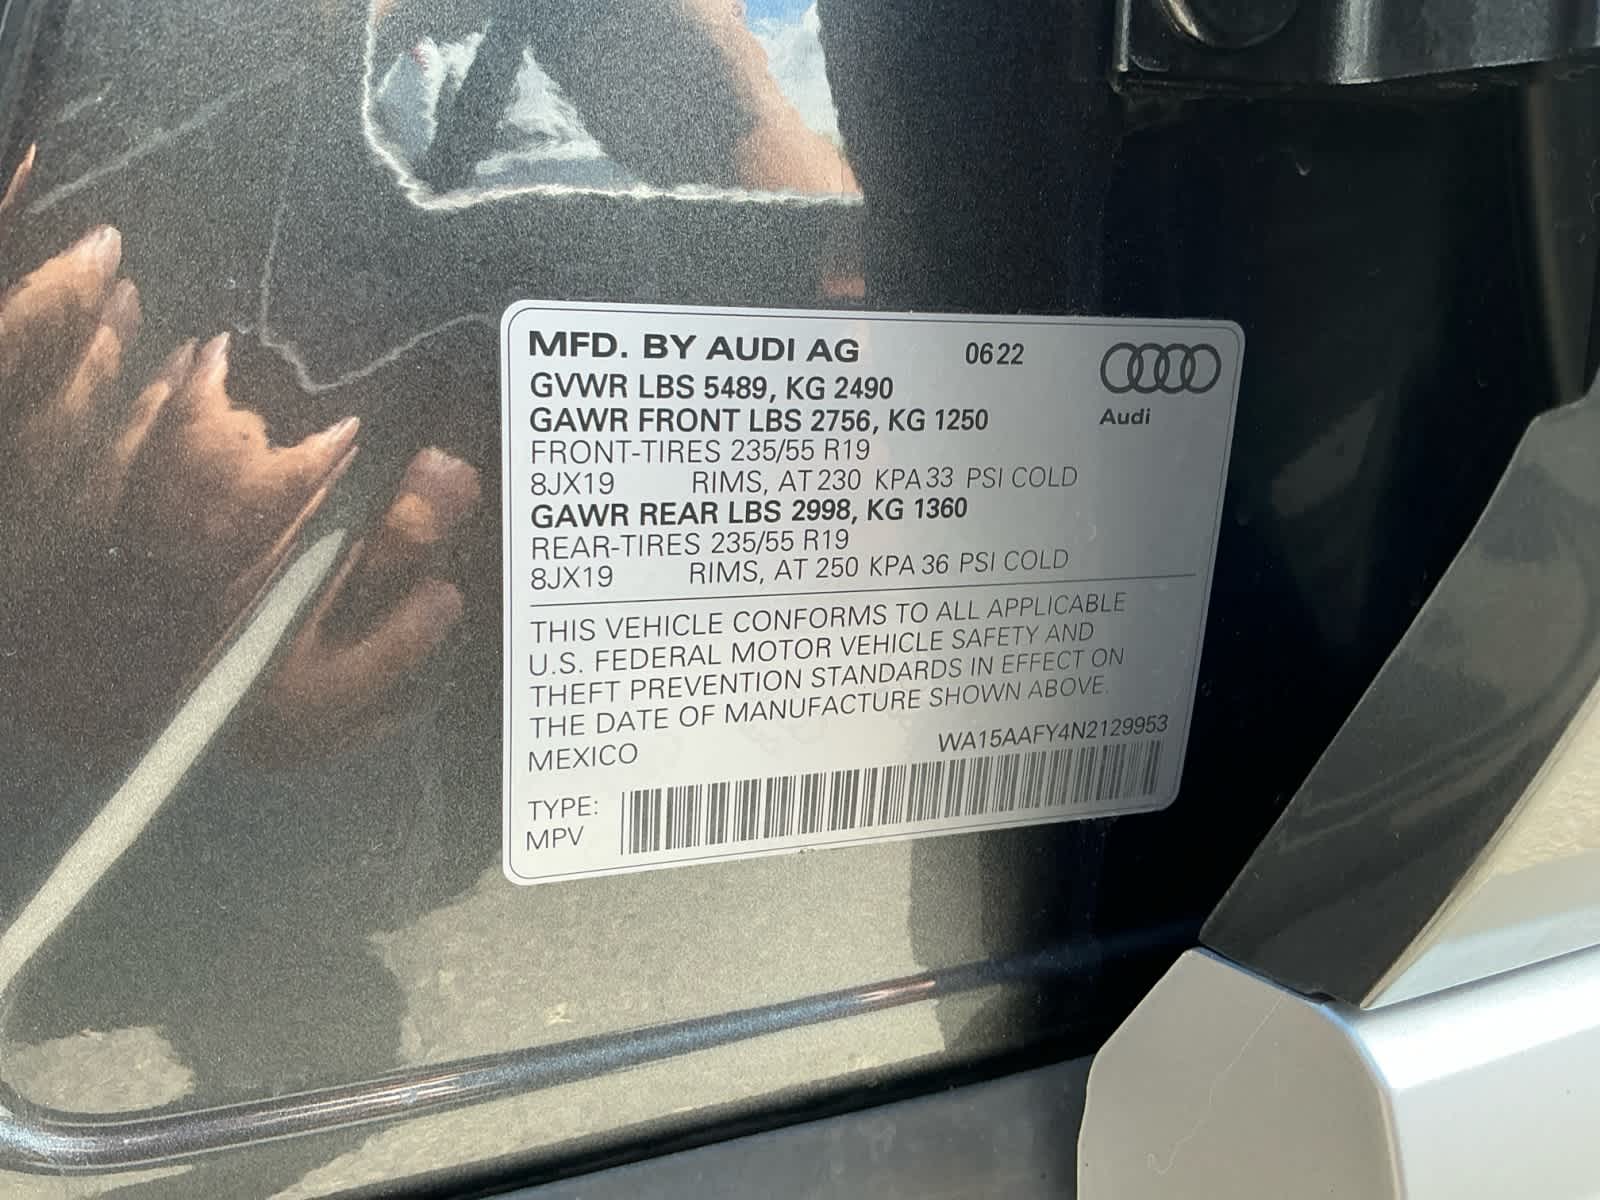 MFD. BY AUDI AG 0622
GVWR LBS 5489, KG 2490
GAWR FRONT LBS 2756, KG 1250
Audi
FRONT-TIRES 235/55 R19
8JX19 RIMS, AT 230 KPA 33 PSI COLD
GAWR REAR LBS 2998, KG 1360
REAR-TIRES 235/55 R19
8JX19 RIMS, AT 250 KPA 36 PSI COLD
THIS VEHICLE CONFORMS TO ALL APPLICABLE
U.S. FEDERAL MOTOR VEHICLE SAFETY AND
THEFT PREVENTION STANDARDS IN EFFECT ON
THE DATE OF MANUFACTURE SHOWN ABOVE.
MEXICO WA15AAFY4N2129953
TYPE:
MPV